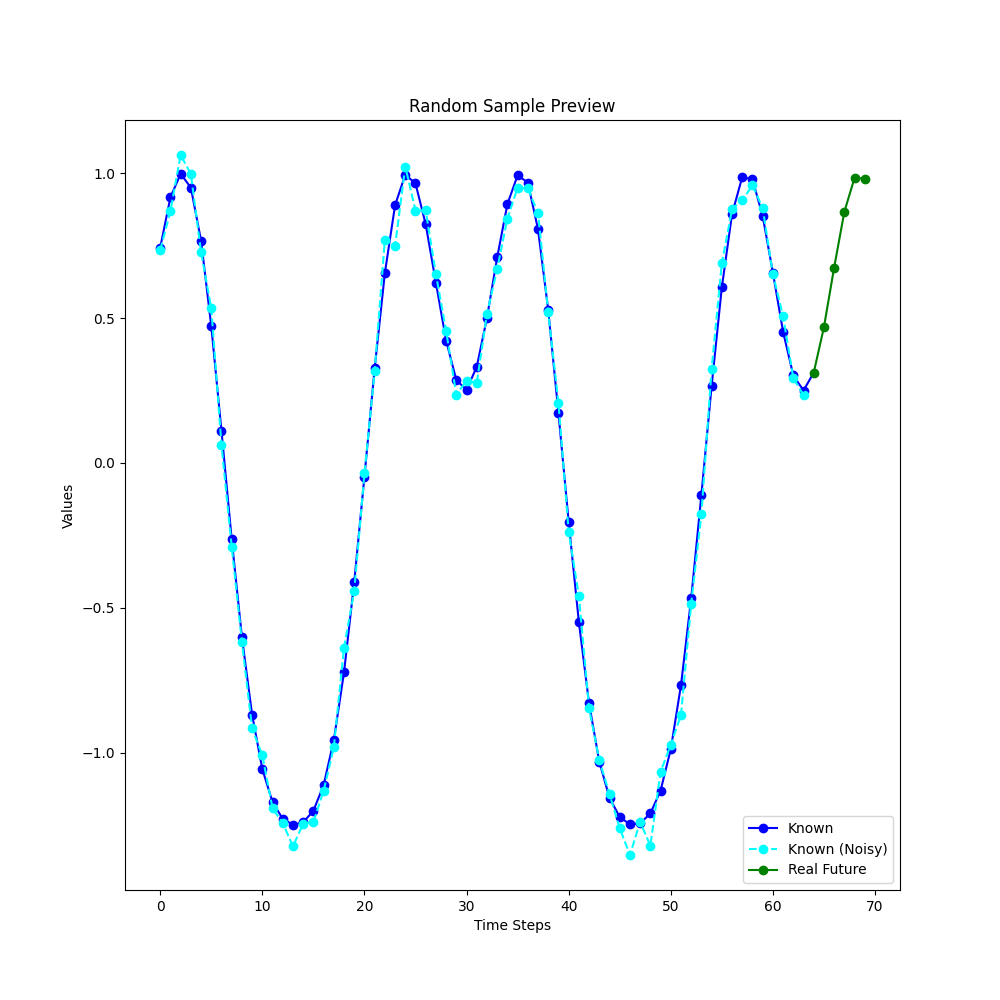 Random Sample Preview
Values
1.0
0.5
0.0
−0.5
−1.0
0 10 20 30 40 50 60 70
Time Steps
Known
Known (Noisy)
Real Future